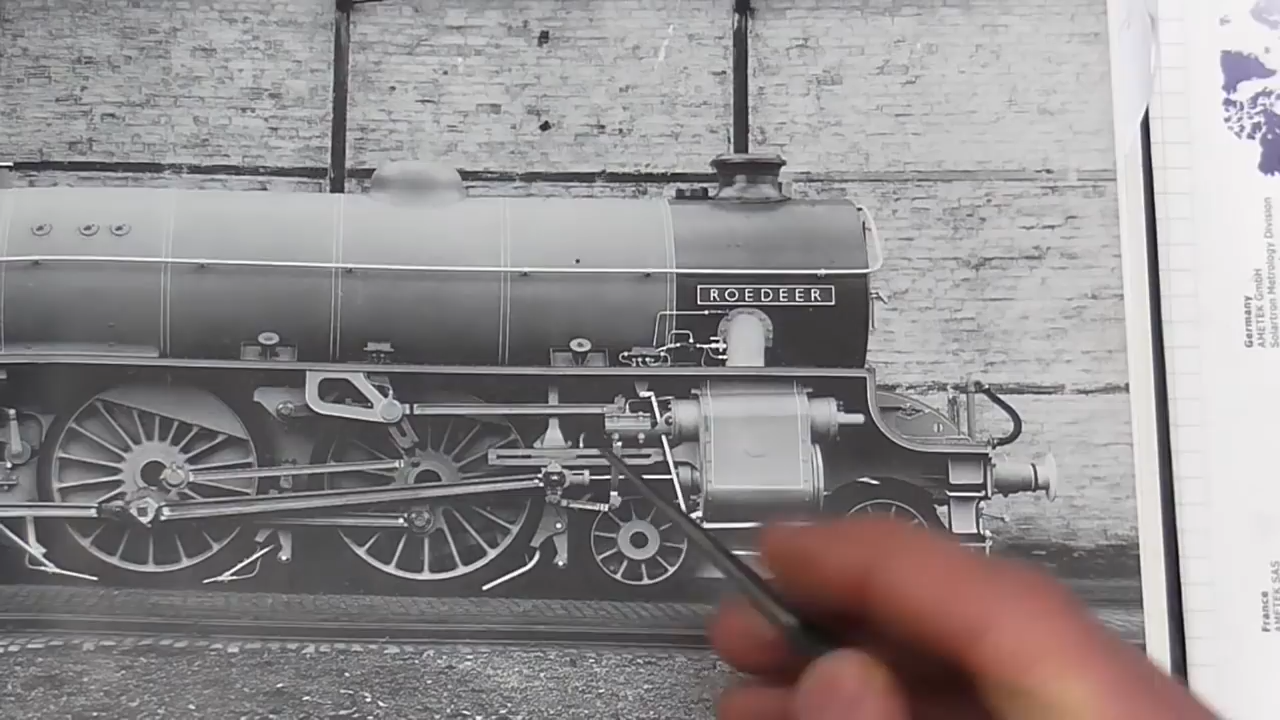 ROEDEER
Germany
AMETEK GmbH
Solartron Metrology Division
France
AMETEK SAS